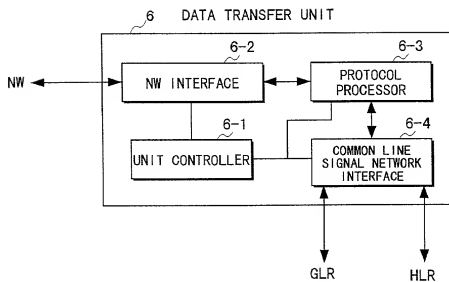 6
DATA TRANSFER UNIT
6-2
6-3
NW
NW INTERFACE
PROTOCOL
PROCESSOR
6-1
6-4
UNIT CONTROLLER
COMMON LINE
SIGNAL NETWORK
INTERFACE
GLR
HLR